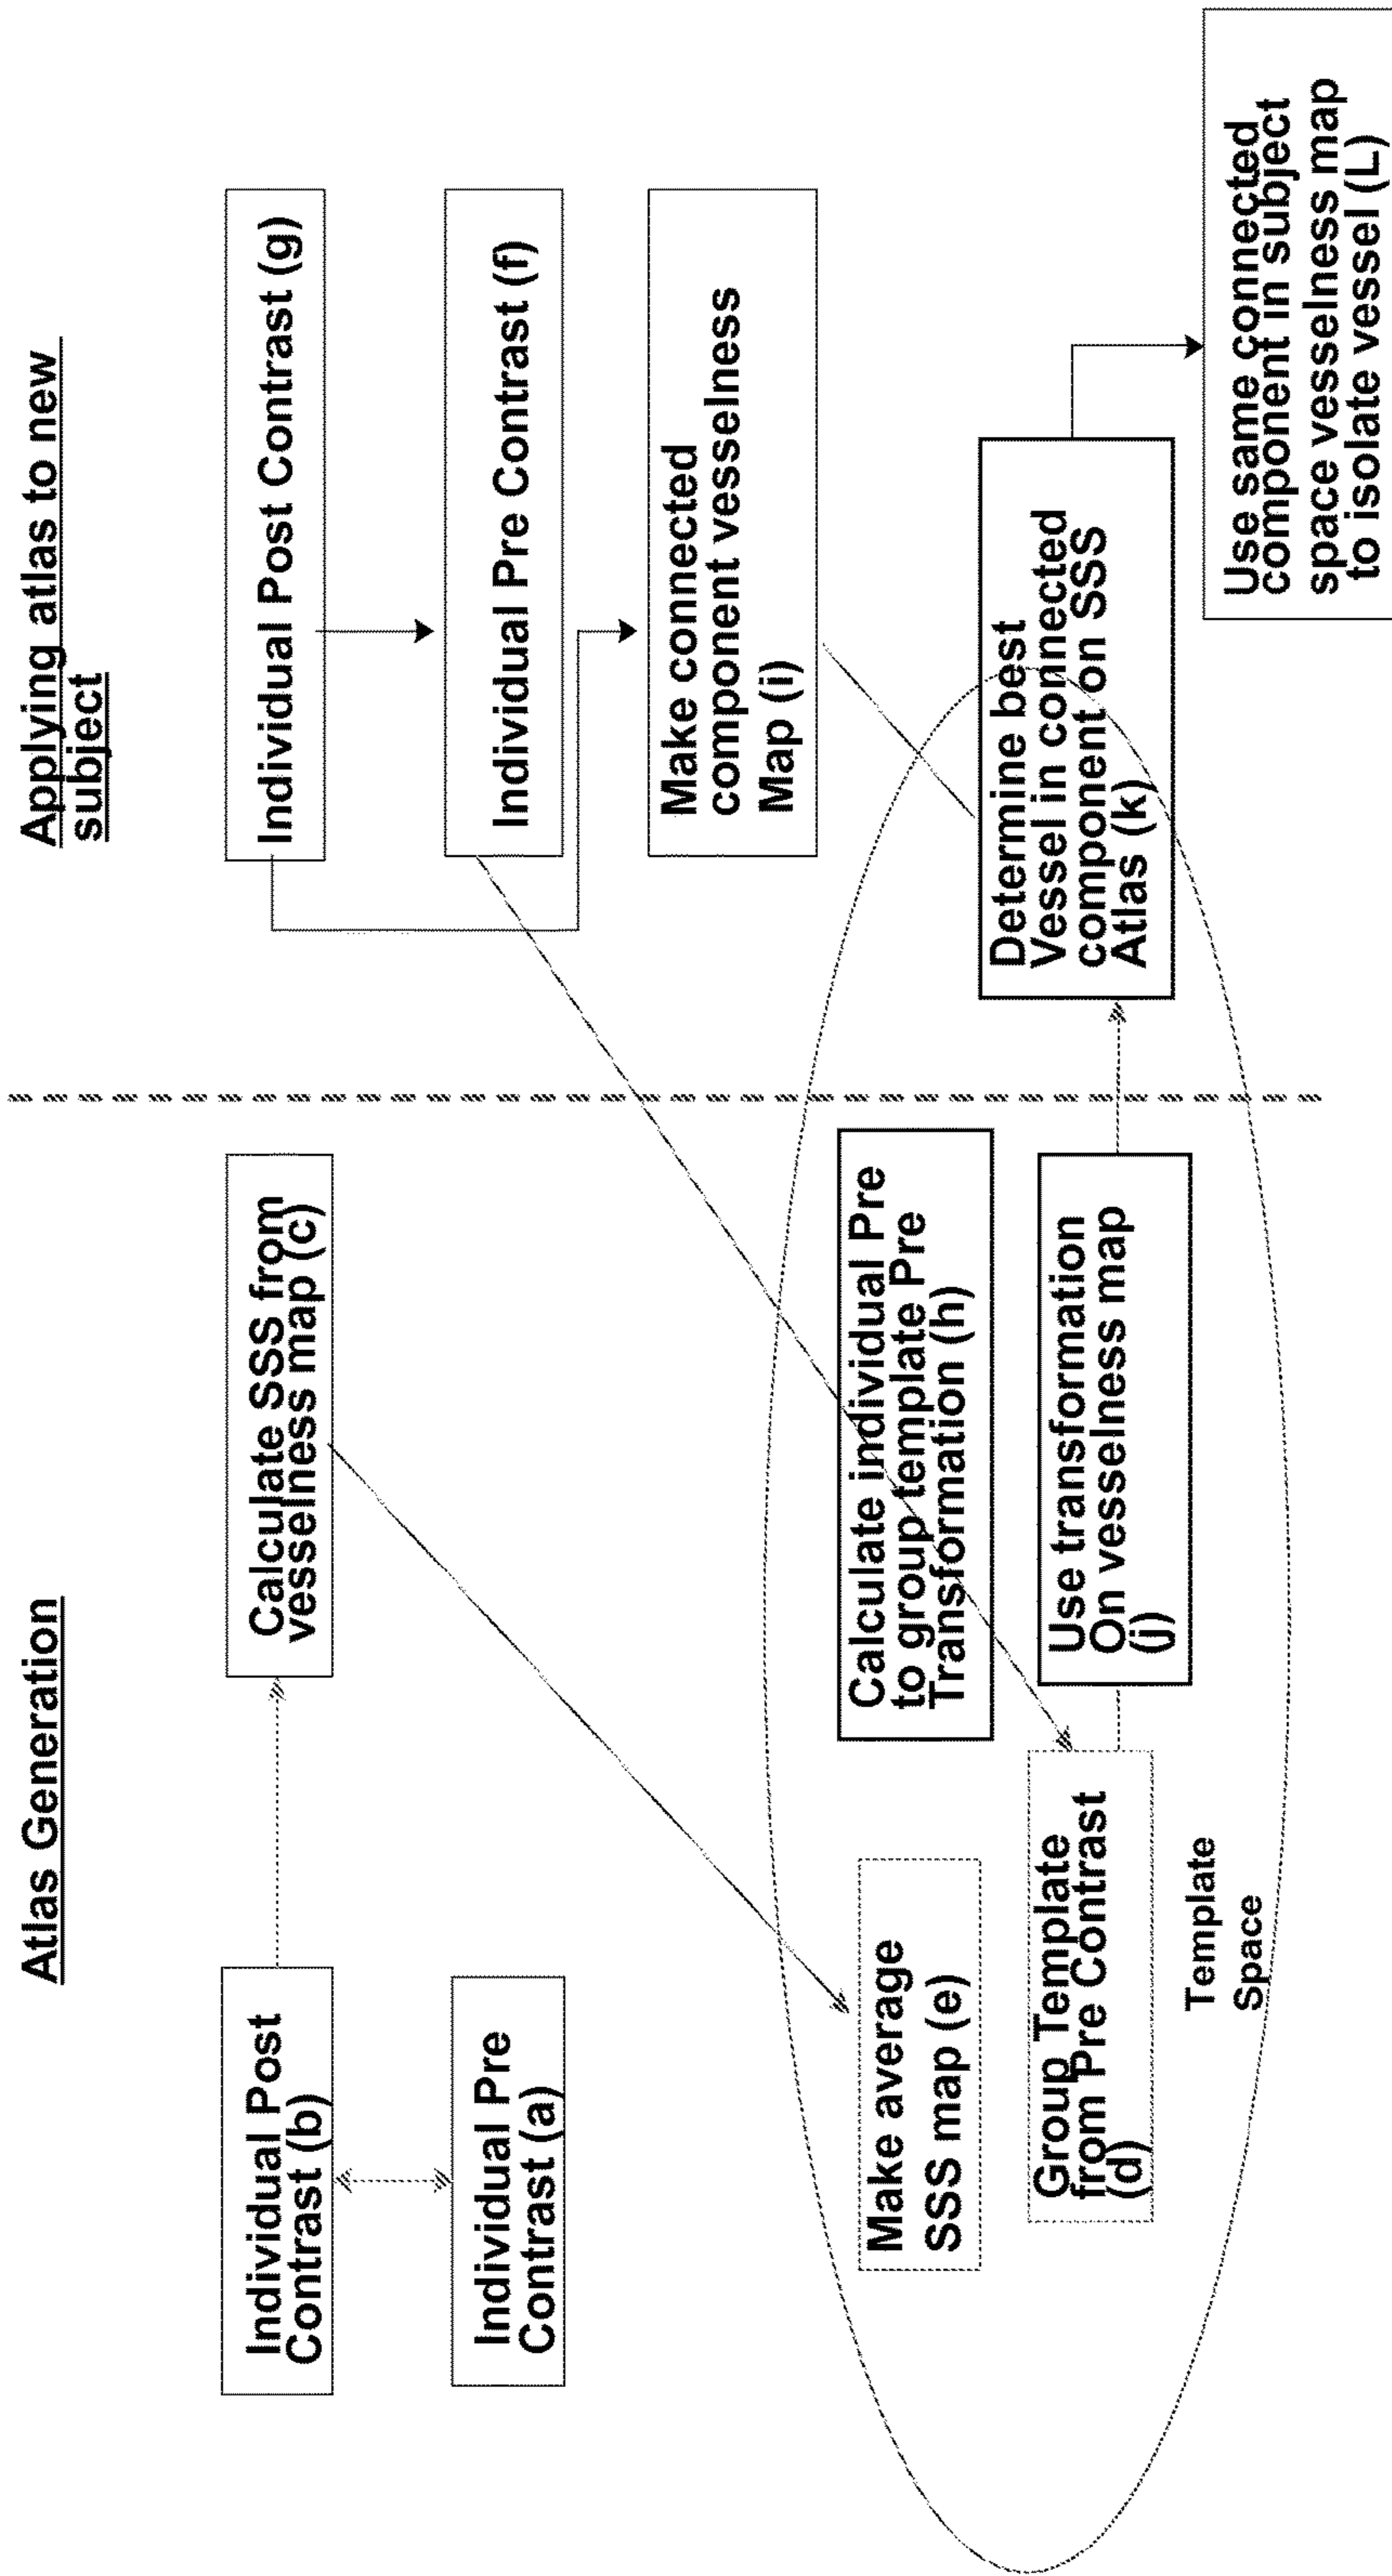 Atlas Generation
Applying atlas to new
subject
Individual Post
Contrast (b)
Calculate SSS from
vesselness map (c)
Individual Post Contrast (g)
Individual Pre
Contrast (a)
Individual Pre Contrast (f)
Make connected
component vesselness
Map (i)
Make average
SSS map (e)
Calculate individual Pre
to group template Pre
Transformation (h)
Determine best
Vessel in connected
component on SSS
Atlas (k)
Group Template
from Pre Contrast
(d)
Use transformation
On vesselness map
(j)
Template
Space
Use same connected
component in subject
space vesselness map
to isolate vessel (L)